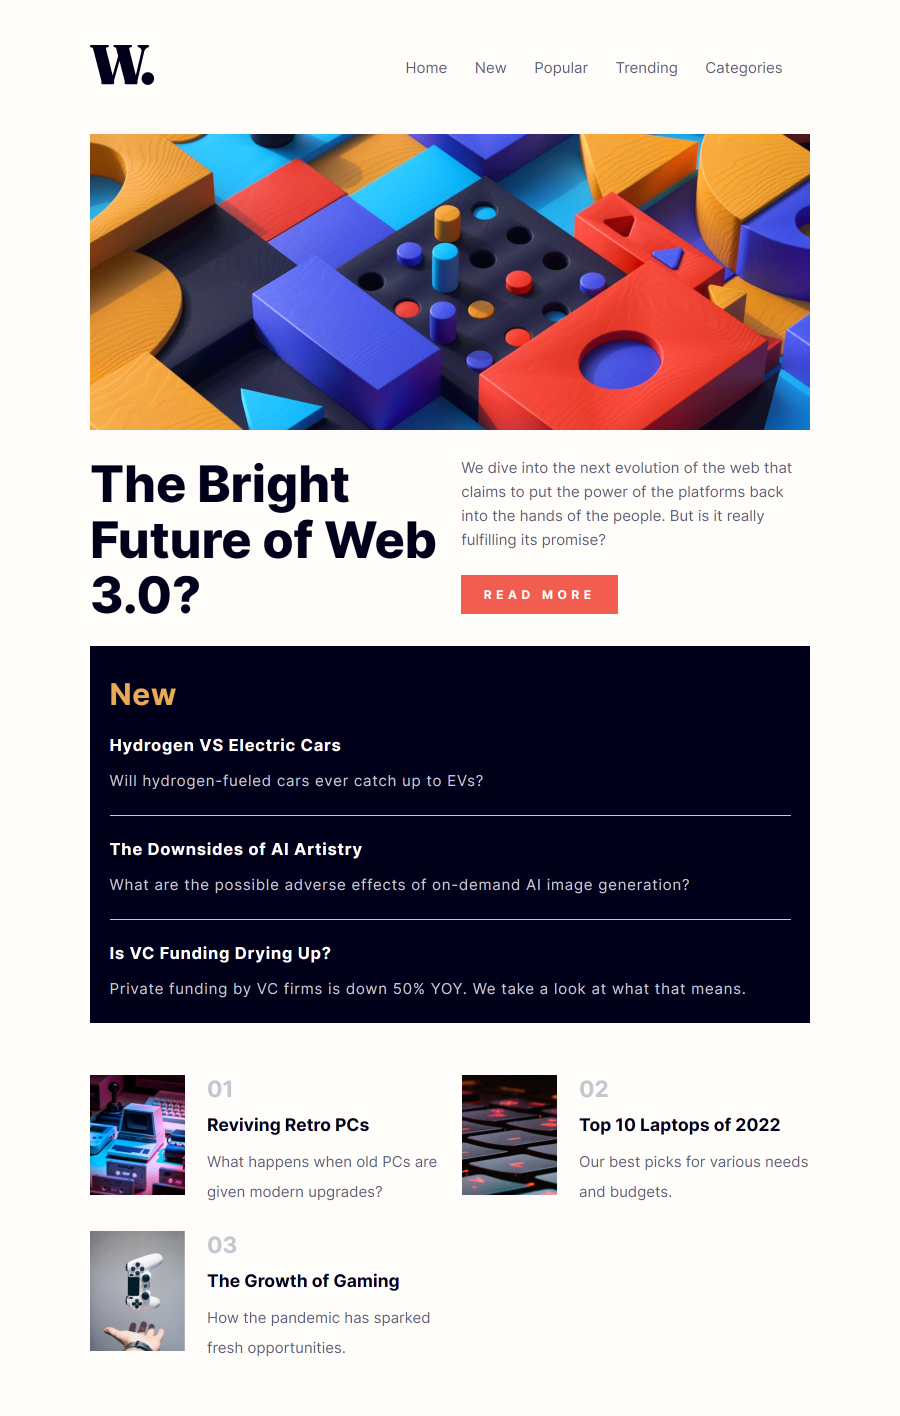 W.
Home New Popular Trending Categories
The Bright
Future of Web
3.0?
We dive into the next evolution of the web that
claims to put the power of the platforms back
into the hands of the people. But is it really
fulfilling its promise?
READ MORE
New
Hydrogen VS Electric Cars
Will hydrogen-fueled cars ever catch up to EVs?
The Downsides of AI Artistry
What are the possible adverse effects of on-demand AI image generation?
Is VC Funding Drying Up?
Private funding by VC firms is down 50% YOY. We take a look at what that means.
01
Reviving Retro PCs
What happens when old PCs are
given modern upgrades?
02
Top 10 Laptops of 2022
Our best picks for various needs
and budgets.
03
The Growth of Gaming
How the pandemic has sparked
fresh opportunities.